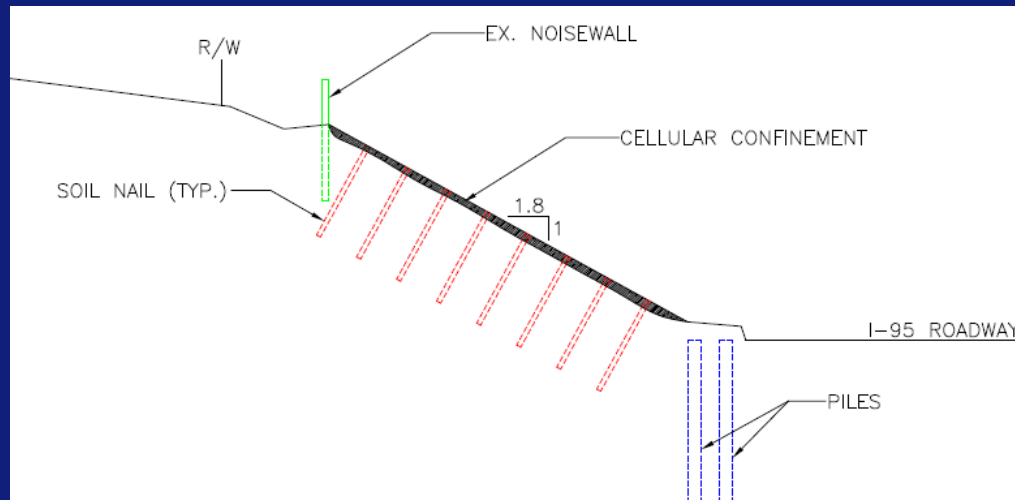 EX. NOISEWALL
R/W
CELLULAR CONFINEMENT
SOIL NAIL (TYP.)
1.8
1
I-95 ROADWAY
PILES